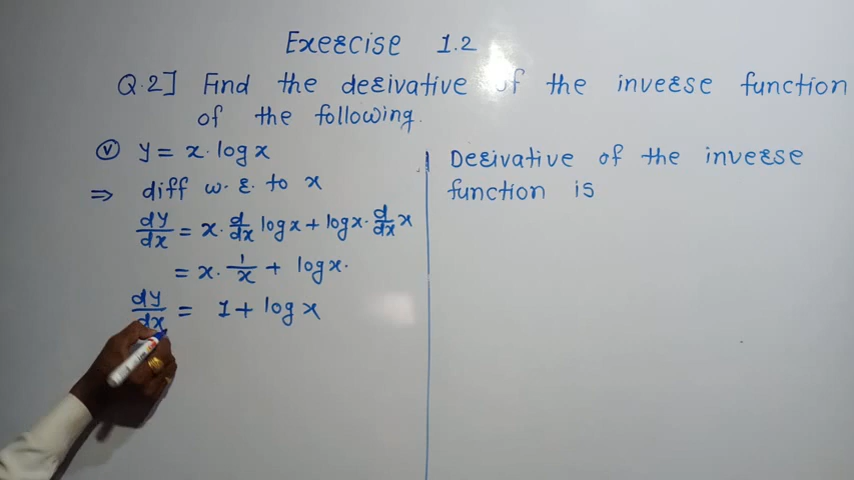 Exercise 1.2
Q.2] Find the derivative of the inverse function
of the following.
(v) y = x · log x
⇒ diff w. r. to x
dy/dx = x · d/dx log x + log x · d/dx x
= x · 1/x + log x ·
dy/dx = 1 + log x
Derivative of the inverse
function is